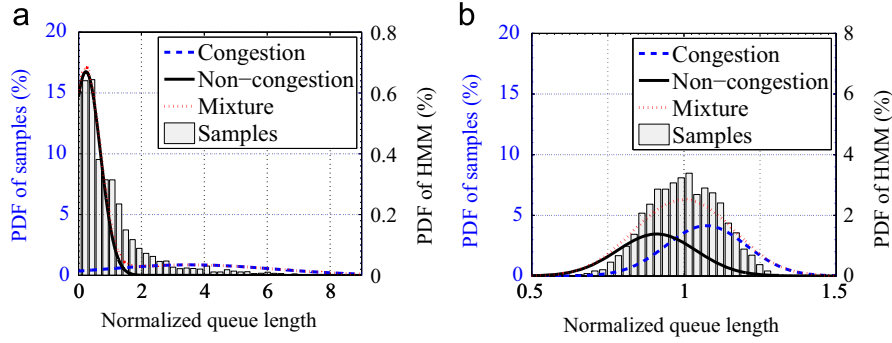 a
20
15
10
5
0
PDF of samples (%)
0.8
0.6
0.4
0.2
0.0
PDF of HMM (%)
Congestion
Non-congestion
Mixture
Samples
0 2 4 6 8
Normalized queue length
b
20
15
10
5
0
PDF of samples (%)
8
6
4
2
0
PDF of HMM (%)
Congestion
Non-congestion
Mixture
Samples
0.5 1 1.5
Normalized queue length